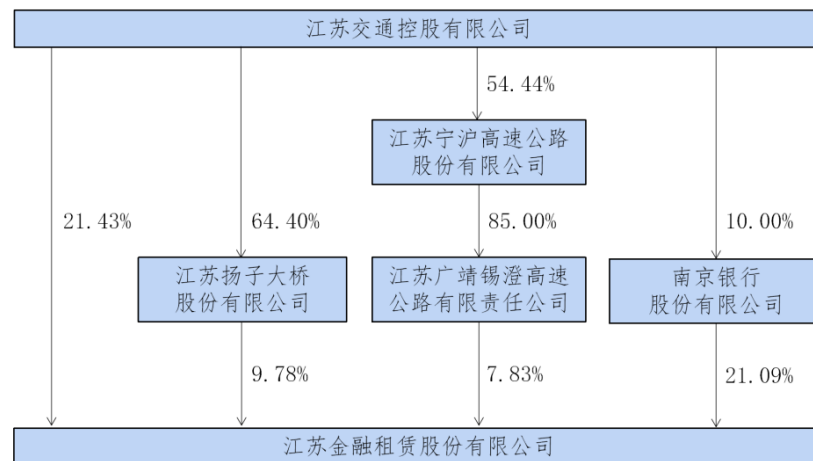 江苏交通控股有限公司
54.44%
江苏宁沪高速公路
股份有限公司
21.43%
64.40%
85.00%
10.00%
江苏扬子大桥
股份有限公司
江苏广靖锡澄高速
公路有限责任公司
南京银行
股份有限公司
9.78%
7.83%
21.09%
江苏金融租赁股份有限公司